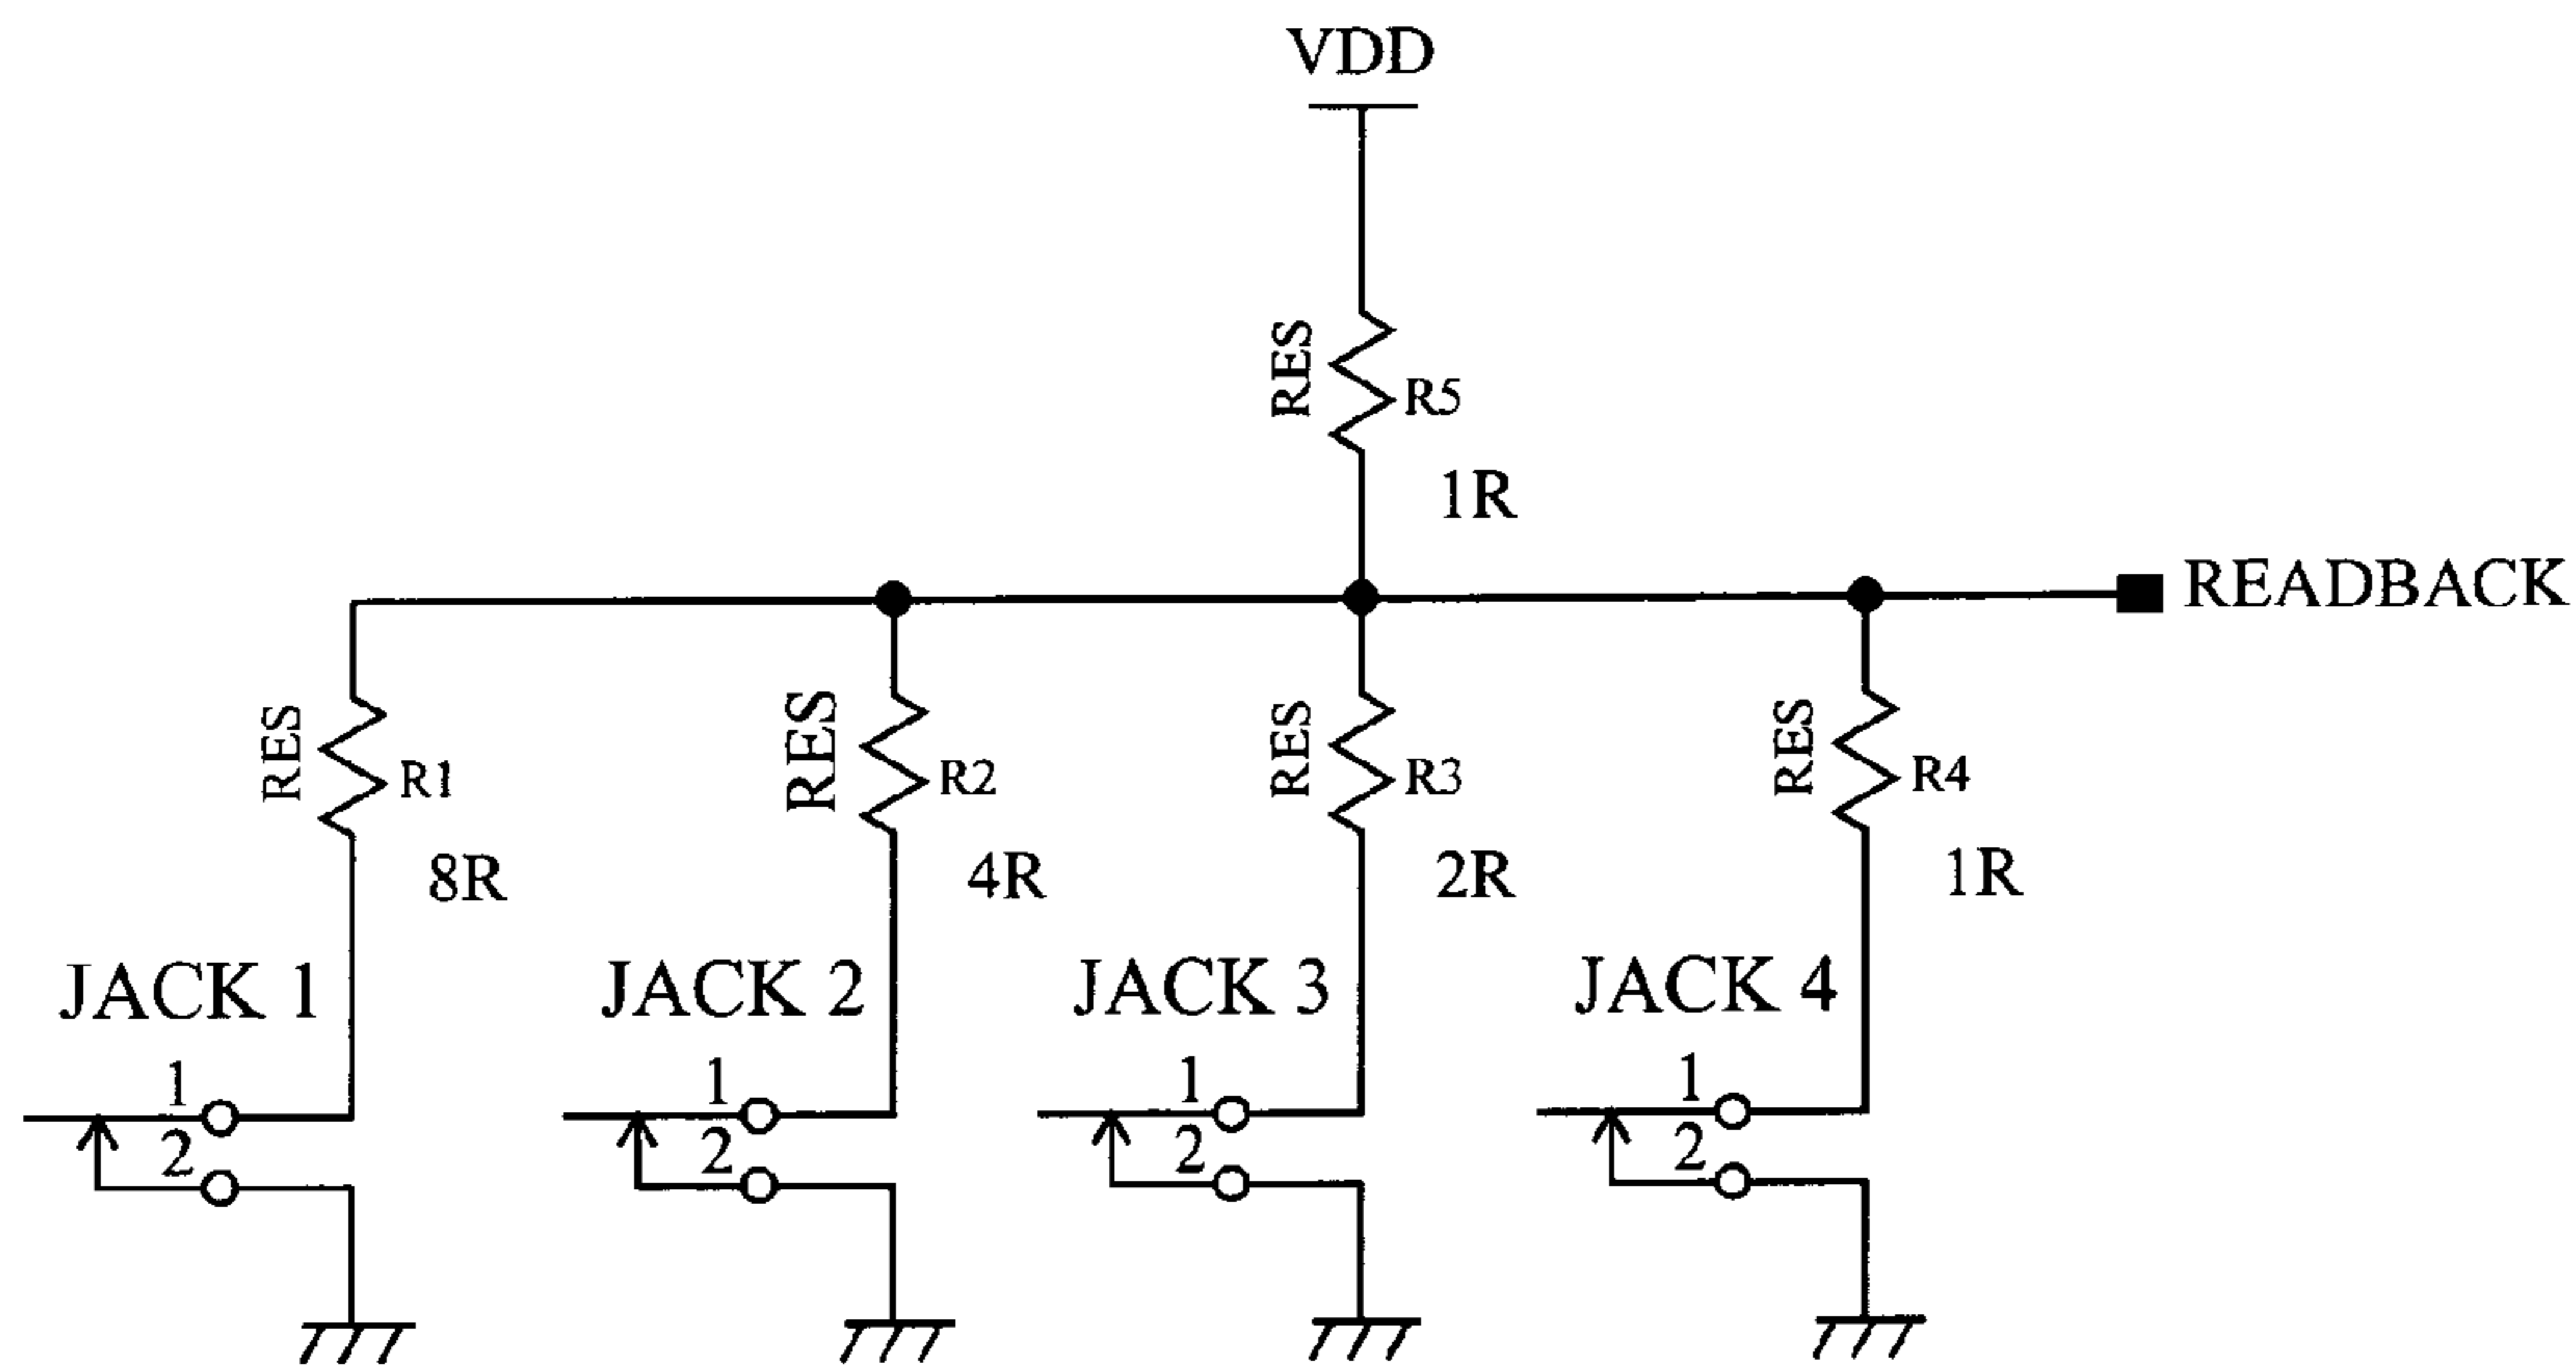 VDD
RES
R5
1R
READBACK
RES
R1
8R
RES
R2
4R
RES
R3
2R
RES
R4
1R
JACK 1
1
2
JACK 2
1
2
JACK 3
1
2
JACK 4
1
2